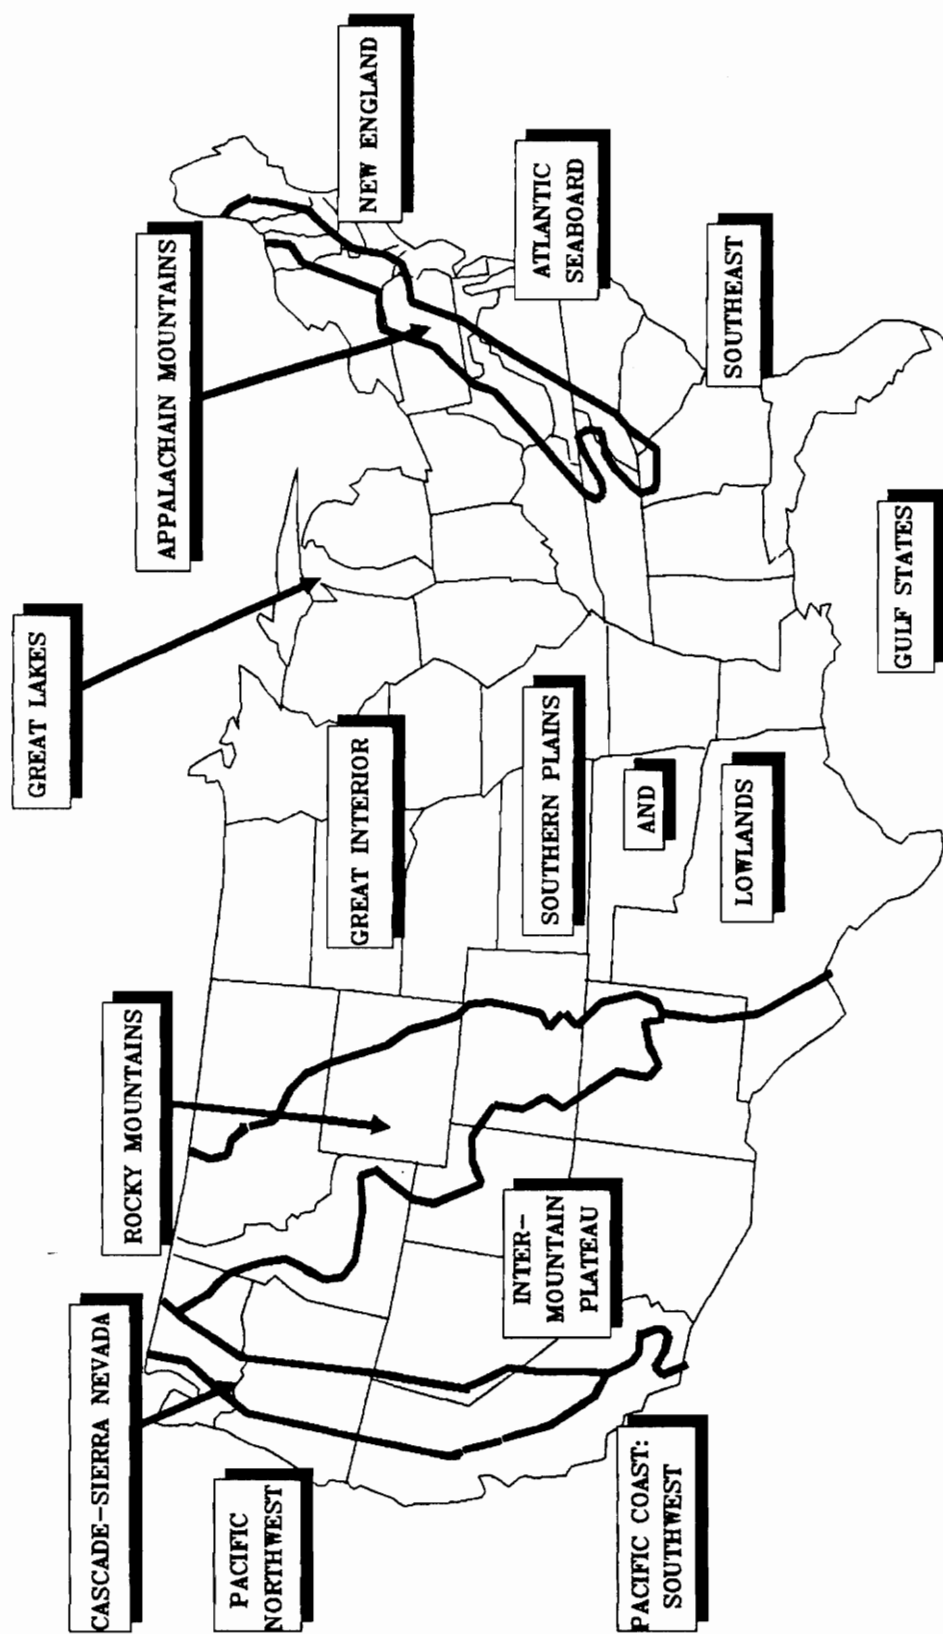 CASCADE-SIERRA NEVADA
ROCKY MOUNTAINS
GREAT LAKES
APPALACHAIN MOUNTAINS
PACIFIC
NORTHWEST
GREAT INTERIOR
NEW ENGLAND
INTER-
MOUNTAIN
PLATEAU
SOUTHERN PLAINS
AND
LOWLANDS
ATLANTIC
SEABOARD
PACIFIC COAST:
SOUTHWEST
SOUTHEAST
GULF STATES